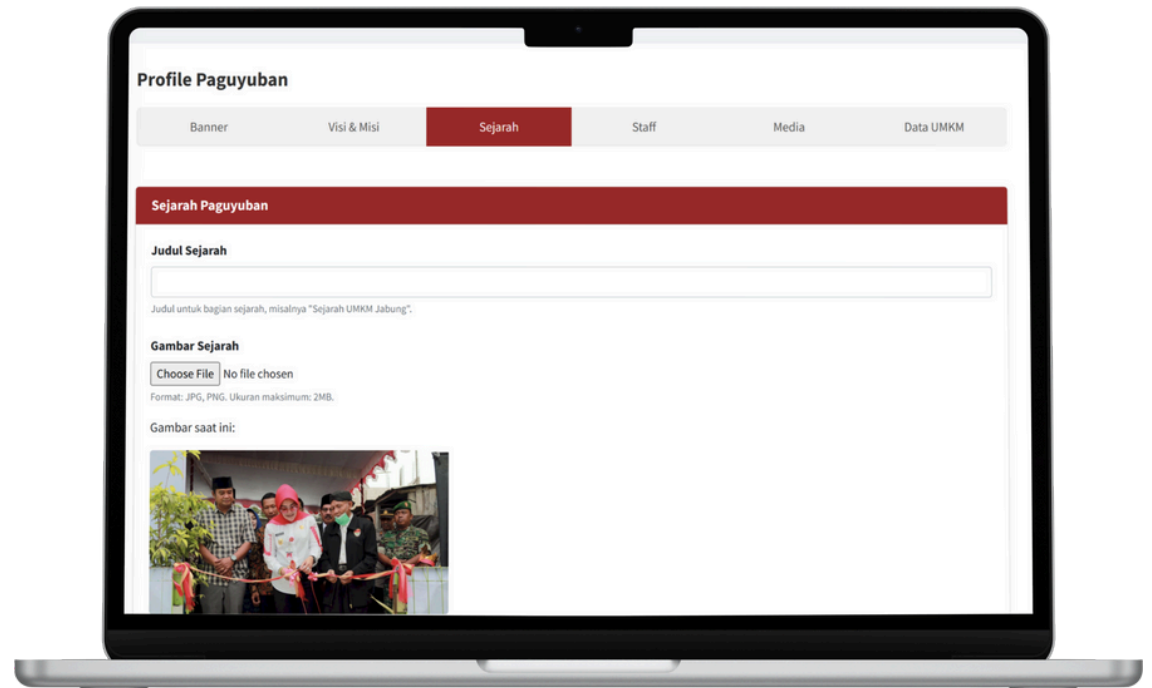 Profile Paguyuban
Banner Visi & Misi Sejarah Staff Media Data UMKM
Sejarah Paguyuban
Judul Sejarah
Judul untuk bagian sejarah, misalnya "Sejarah UMKM Jabung".
Gambar Sejarah
Choose File No file chosen
Format: JPG, PNG. Ukuran maksimum: 2MB.
Gambar saat ini: